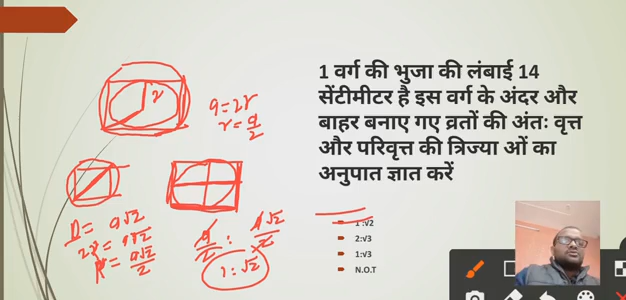 1 वर्ग की भुजा की लंबाई 14
सेंटीमीटर है इस वर्ग के अंदर और
बाहर बनाए गए व्रतों की अंतः वृत्त
और परिवृत्त की त्रिज्या ओं का
अनुपात ज्ञात करें
1 :√2
2:√3
1:√3
N.O.T
r
a=2r
r=a/2
D= a√2
2r= a√2
R= a√2/2
a/2 : a√2/2
1:√2